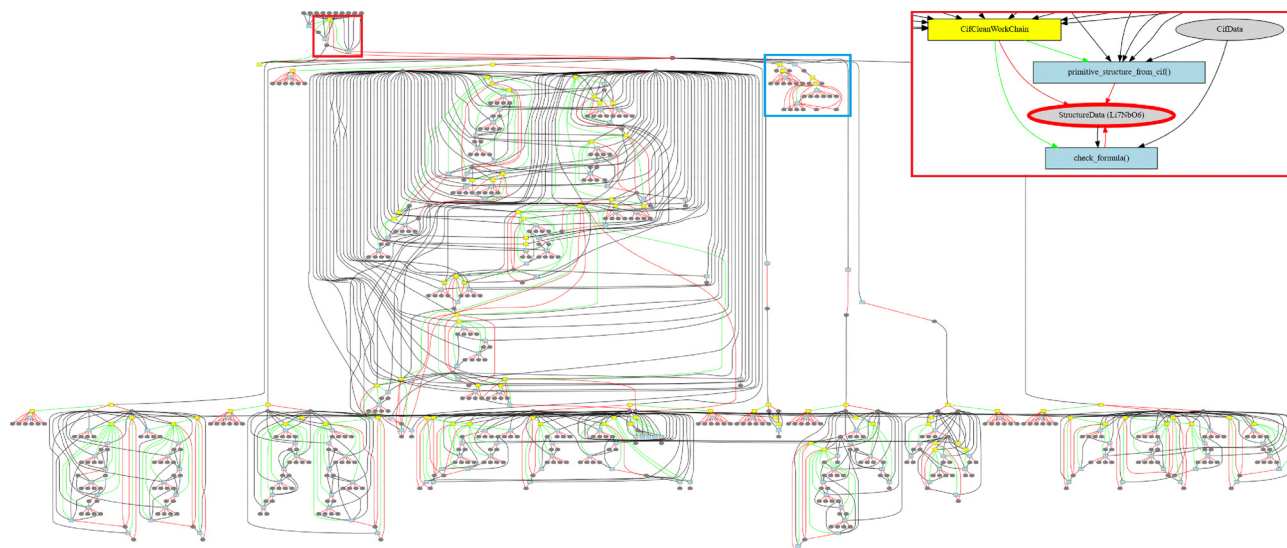 CifCleanWorkChain
CifData
primitive_structure_from_cif()
StructureData (Li7NbO6)
check_formula()